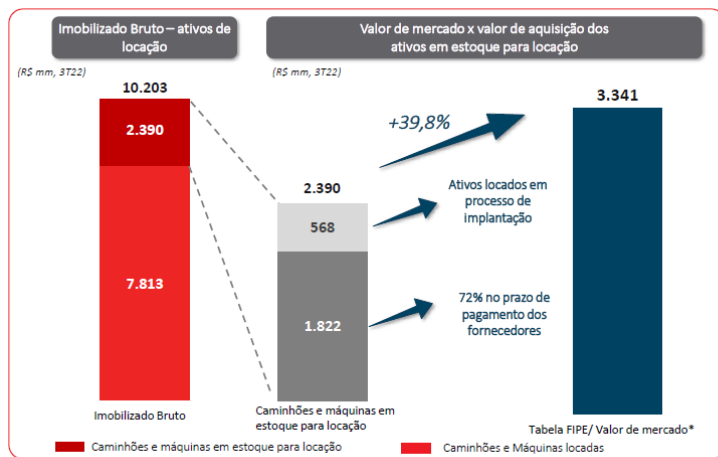 Imobilizado Bruto – ativos de
locação
Valor de mercado x valor de aquisição dos
ativos em estoque para locação
(R$ mm, 3T22)
(R$ mm, 3T22)
10.203
2.390
7.813
Imobilizado Bruto
2.390
568
1.822
Caminhões e máquinas em
estoque para locação
+39,8%
Ativos locados em
processo de
implantação
72% no prazo de
pagamento dos
fornecedores
3.341
Tabela FIPE/ Valor de mercado*
Caminhões e máquinas em estoque para locação
Caminhões e Máquinas locadas